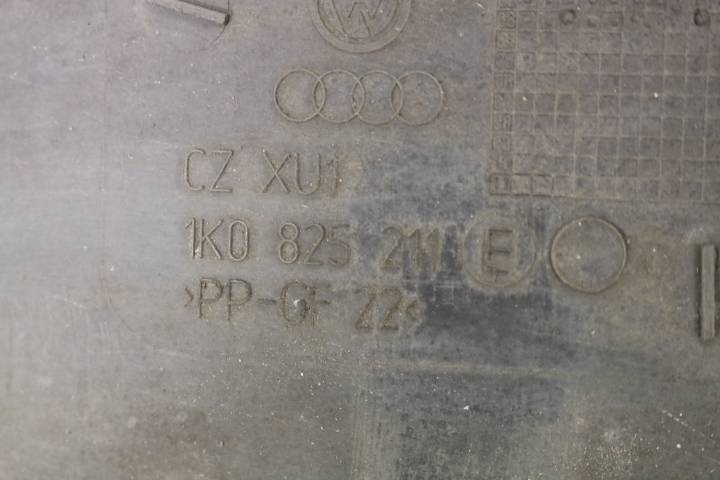 CZ XU1
1K0 825 211 E
>PP-GF 22<